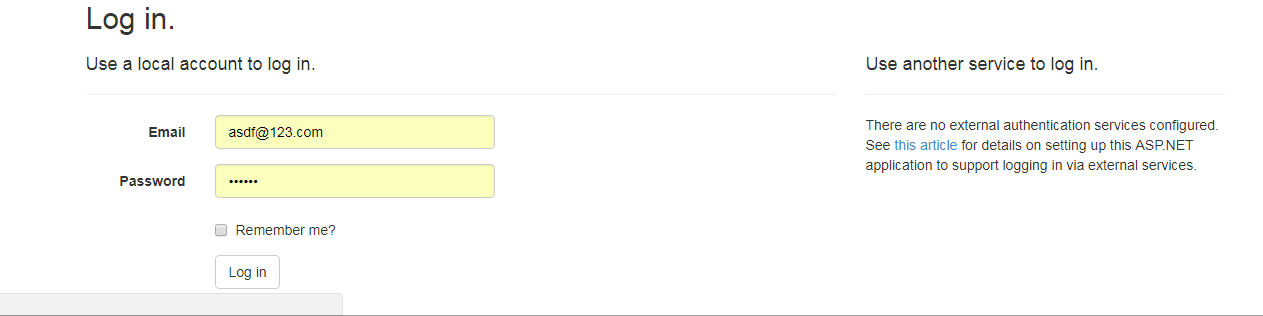 Log in.
Use a local account to log in.
Email
asdf@123.com
Password
••••••
Remember me?
Log in
Use another service to log in.
There are no external authentication services configured.
See this article for details on setting up this ASP.NET
application to support logging in via external services.